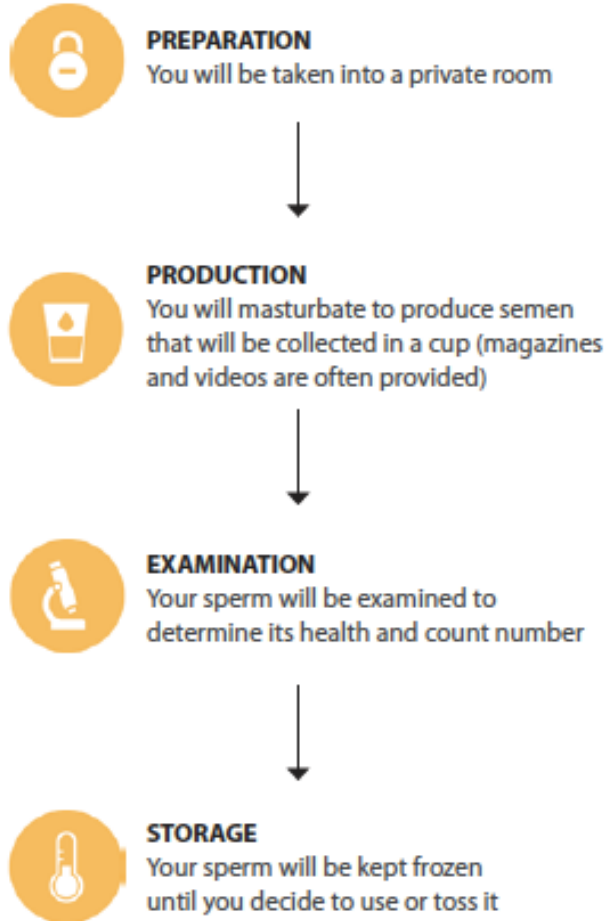 PREPARATION
You will be taken into a private room
PRODUCTION
You will masturbate to produce semen
that will be collected in a cup (magazines
and videos are often provided)
EXAMINATION
Your sperm will be examined to
determine its health and count number
STORAGE
Your sperm will be kept frozen
until you decide to use or toss it